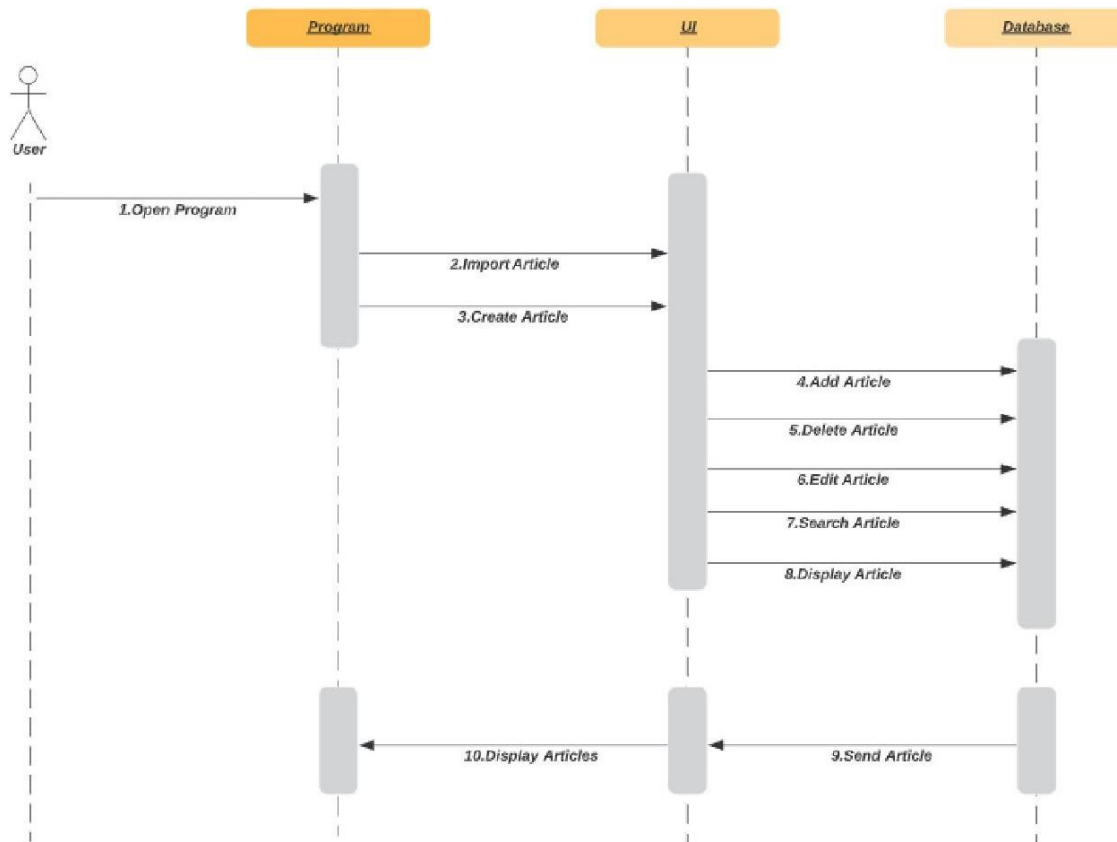 Program
UI
Database
User
1.Open Program
2.Import Article
3.Create Article
4.Add Article
5.Delete Article
6.Edit Article
7.Search Article
8.Display Article
10.Display Articles
9.Send Article